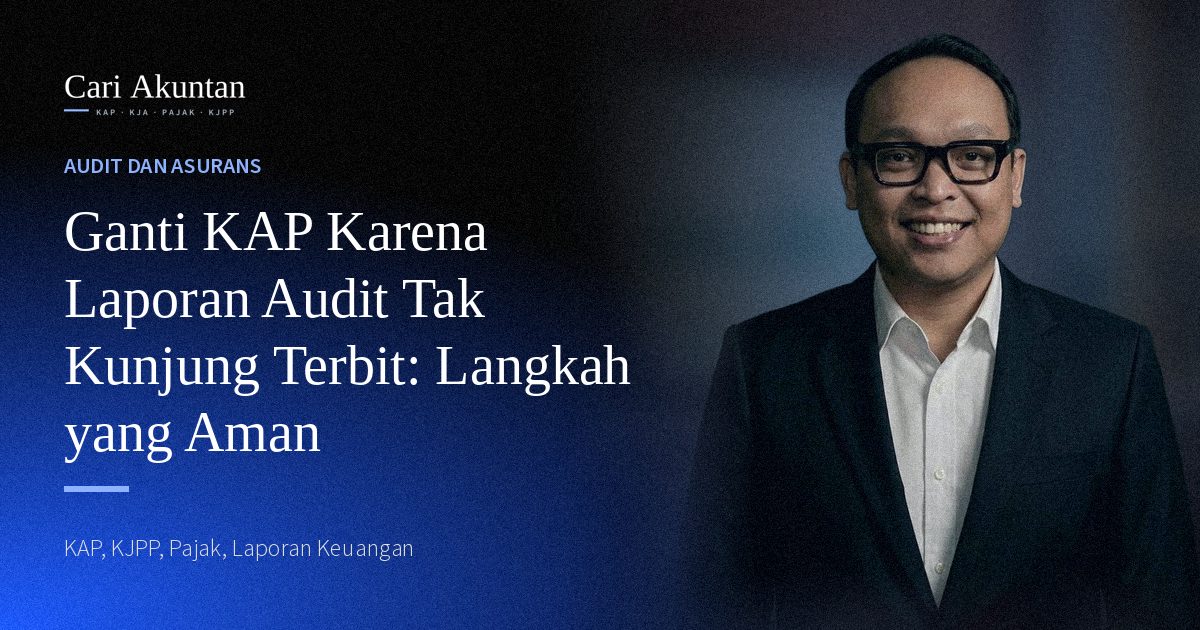 Cari Akuntan
KAP · KJA · PAJAK · KJPP
AUDIT DAN ASURANS
Ganti KAP Karena
Laporan Audit Tak
Kunjung Terbit: Langkah
yang Aman
KAP, KJPP, Pajak, Laporan Keuangan